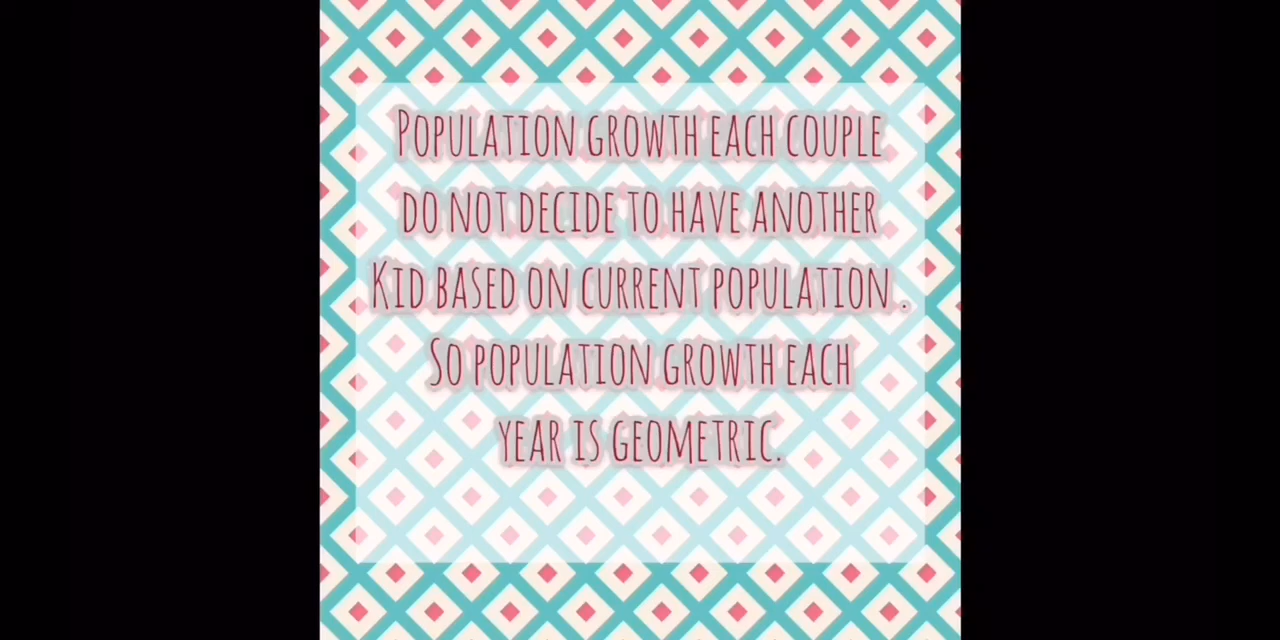 Population growth each couple
do not decide to have another
Kid based on current population .
So population growth each
year is geometric.